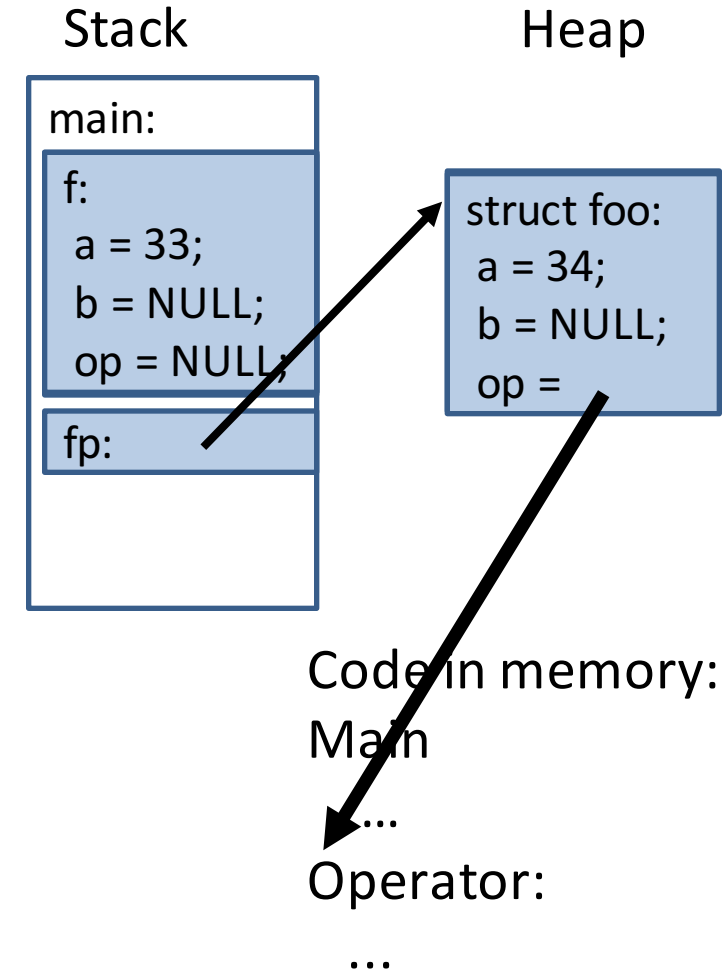 Stack
main:
f:
a = 33;
b = NULL;
op = NULL;
fp:
Heap
struct foo:
a = 34;
b = NULL;
op =
Code in memory:
Main
...
Operator:
...